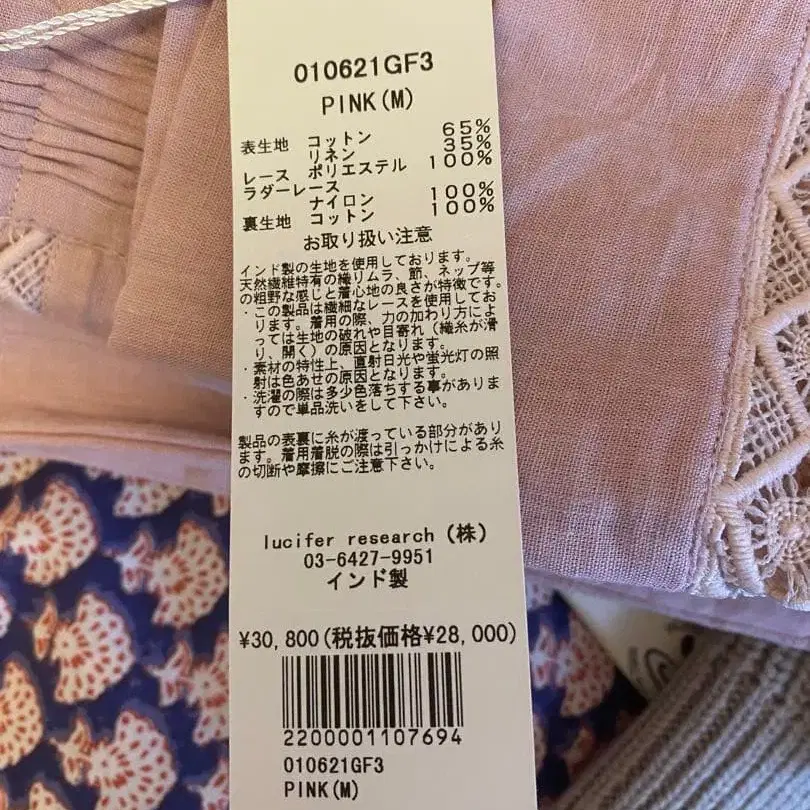 010621GF3
PINK(M)
表生地 コットン 65%
リネン 35%
レース ポリエステル 100%
ラダーレース
ナイロン 100%
裏生地 コットン 100%
お取り扱い注意
インド製の生地を使用しております。
天然繊維特有の織りムラ、節、ネップ等
の粗野な感じと着心地の良さが特徴です。
・この製品は繊細なレースを使用してお
ります。着用の際、力の加わり方によ
っては生地の破れや目寄れ(織糸が滑
り、開く)の原因となります。
・素材の特性上、直射日光や蛍光灯の照
射は色あせの原因となります。
・洗濯の際は多少色落ちする事がありま
すので単品洗いをして下さい。
製品の表裏に糸が渡っている部分があり
ます。着用着脱の際は引っかけによる糸
の切断や摩擦にご注意下さい。
lucifer research (株)
03-6427-9951
インド製
¥30,800(税抜価格¥28,000)
2200001107694
010621GF3
PINK(M)